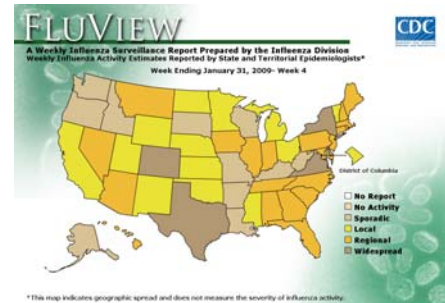 FLUVIEW
CDC
A Weekly Influenza Surveillance Report Prepared by the Influenza Division
Weekly Influenza Activity Estimates Reported by State and Territorial Epidemiologists*
Week Ending January 31, 2009- Week 4
District of Columbia
No Report
No Activity
Sporadic
Local
Regional
Widespread
*This map indicates geographic spread and does not measure the severity of influenza activity.